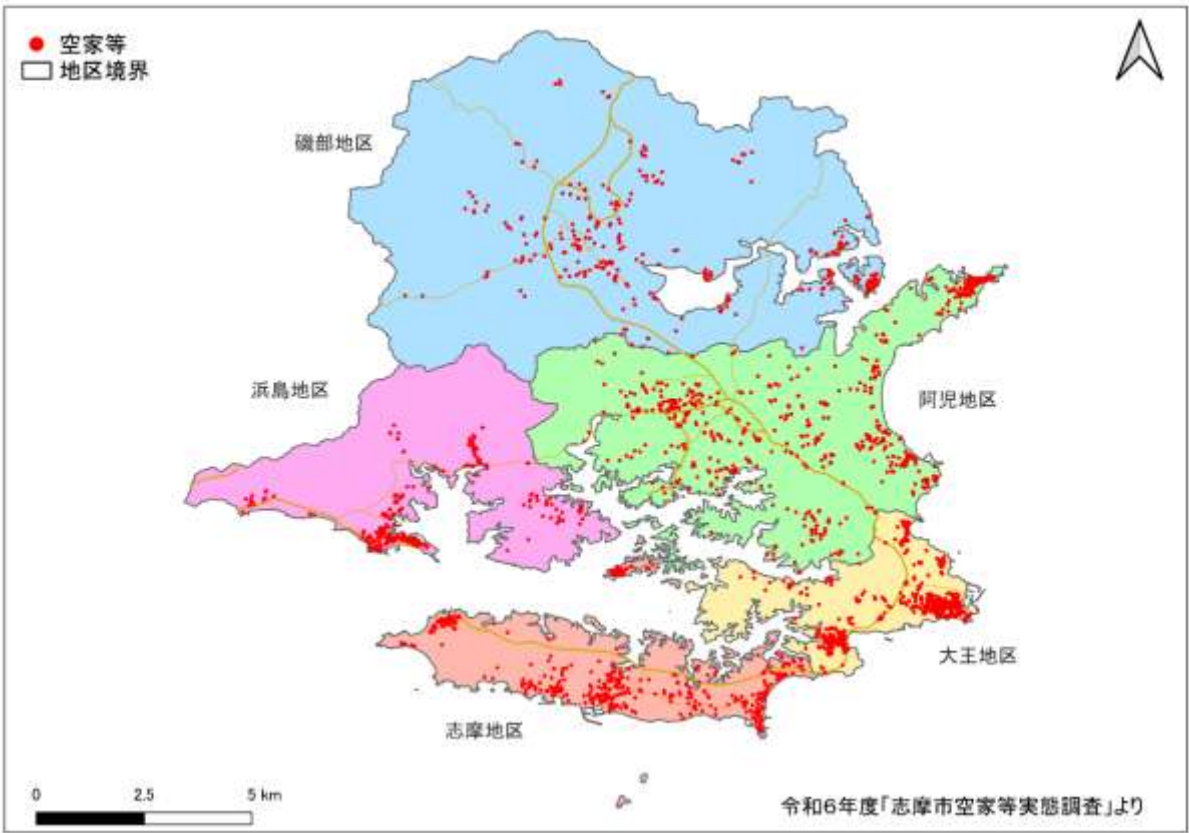 空家等
地区境界
磯部地区
浜島地区
阿児地区
大王地区
志摩地区
0 2.5 5 km
令和6年度「志摩市空家等実態調査」より